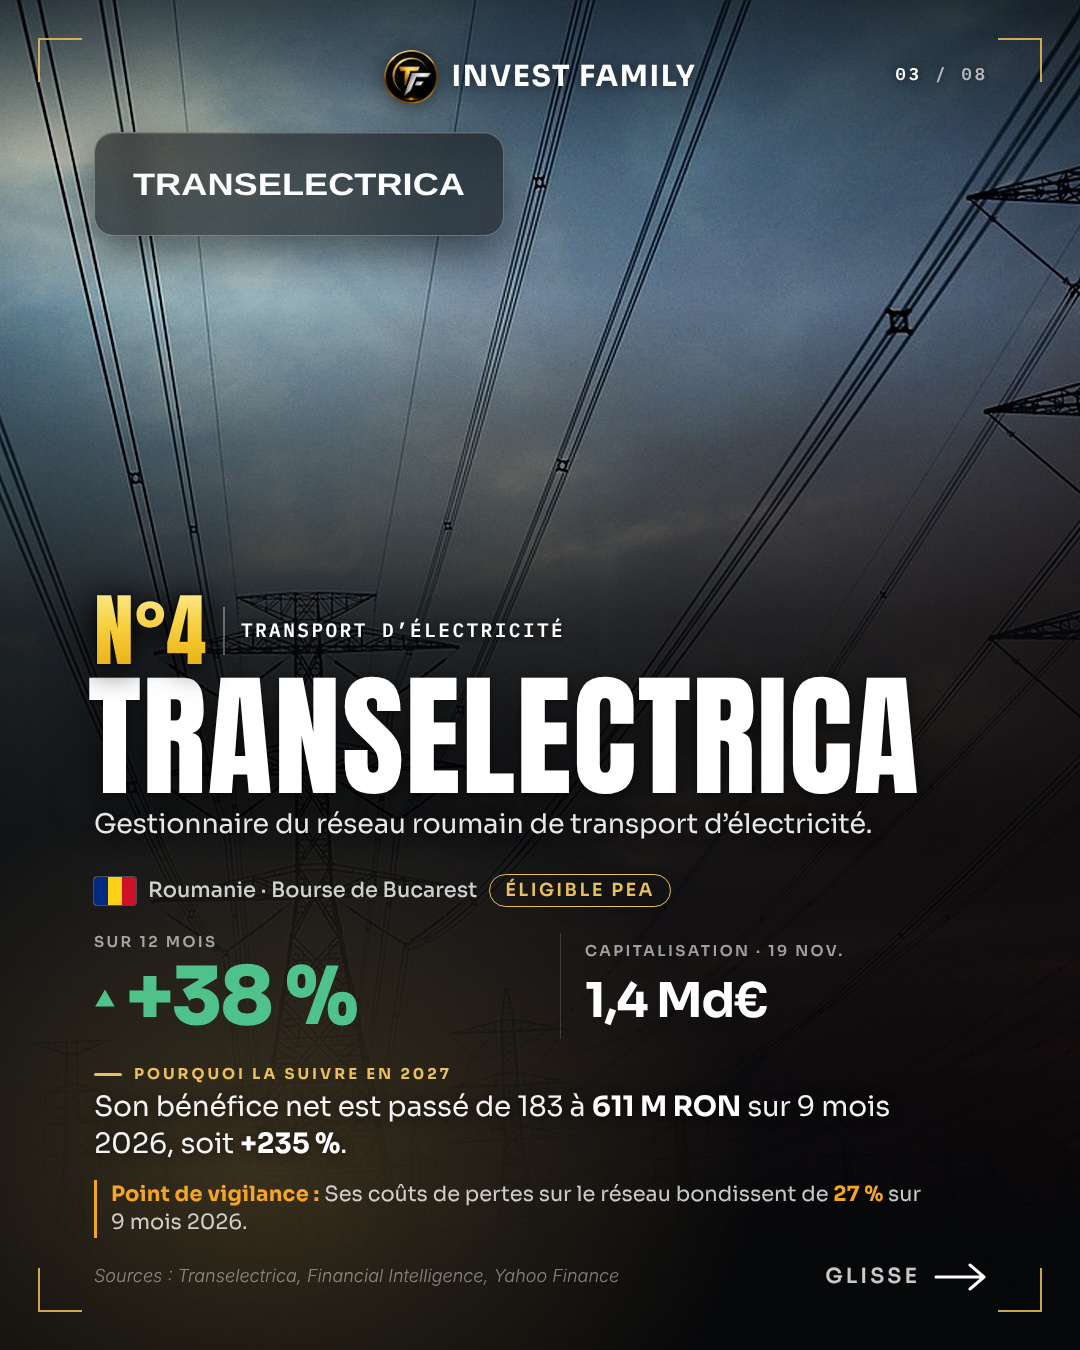 INVEST FAMILY
03 / 08
TRANSELECTRICA
N°4
TRANSPORT D’ÉLECTRICITÉ
TRANSELECTRICA
Gestionnaire du réseau roumain de transport d’électricité.
Roumanie · Bourse de Bucarest
ÉLIGIBLE PEA
SUR 12 MOIS
+38 %
CAPITALISATION · 19 NOV.
1,4 Md€
POURQUOI LA SUIVRE EN 2027
Son bénéfice net est passé de 183 à 611 M RON sur 9 mois
2026, soit +235 %.
Point de vigilance : Ses coûts de pertes sur le réseau bondissent de 27 % sur
9 mois 2026.
Sources : Transelectrica, Financial Intelligence, Yahoo Finance
GLISSE